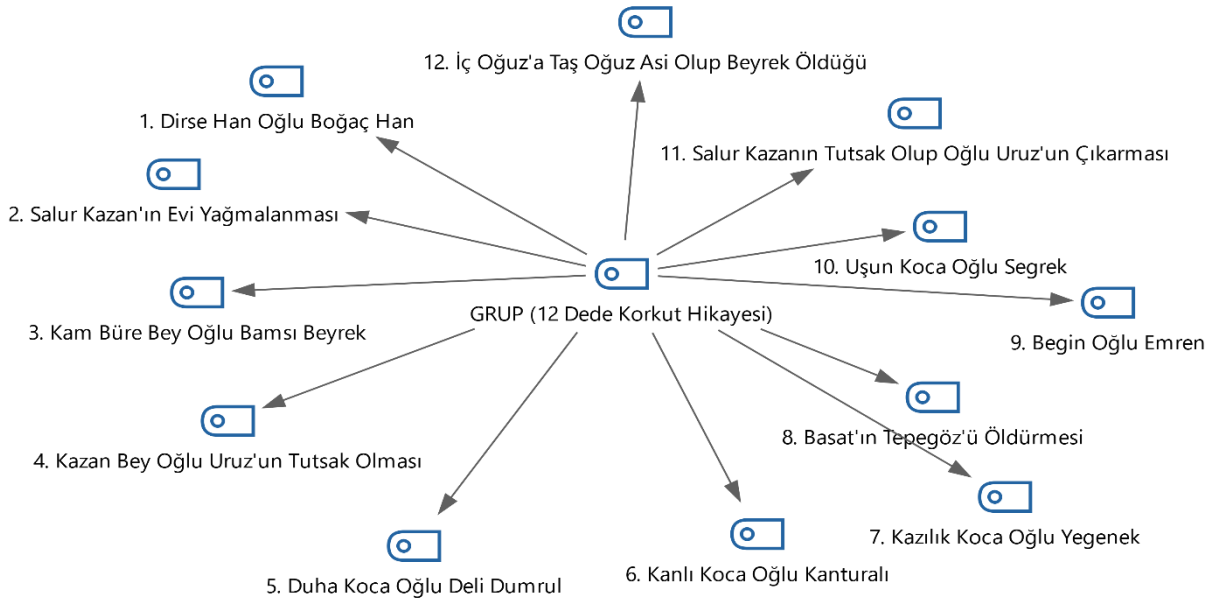 12. İç Oğuz'a Taş Oğuz Asi Olup Beyrek Öldüğü
1. Dirse Han Oğlu Boğaç Han
11. Salur Kazanın Tutsak Olup Oğlu Uruz'un Çıkarması
2. Salur Kazan'ın Evi Yağmalanması
10. Uşun Koca Oğlu Segrek
GRUP (12 Dede Korkut Hikayesi)
3. Kam Büre Bey Oğlu Bamsı Beyrek
9. Begin Oğlu Emren
8. Basat'ın Tepegöz'ü Öldürmesi
4. Kazan Bey Oğlu Uruz'un Tutsak Olması
7. Kazılık Koca Oğlu Yegenek
6. Kanlı Koca Oğlu Kanturalı
5. Duha Koca Oğlu Deli Dumrul